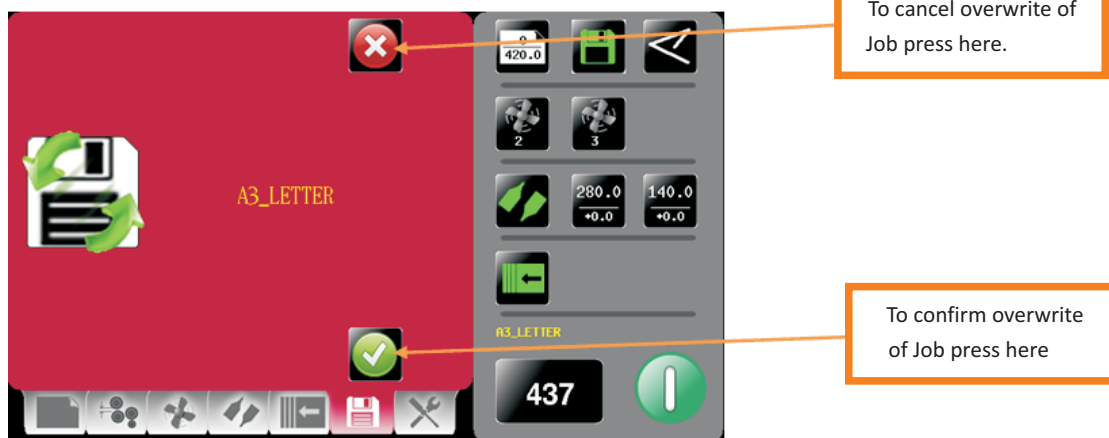 To cancel overwrite of
Job press here.
0
420.0
2
3
280.0
+0.0
140.0
+0.0
A3_LETTER
A3_LETTER
To confirm overwrite
of Job press here
437